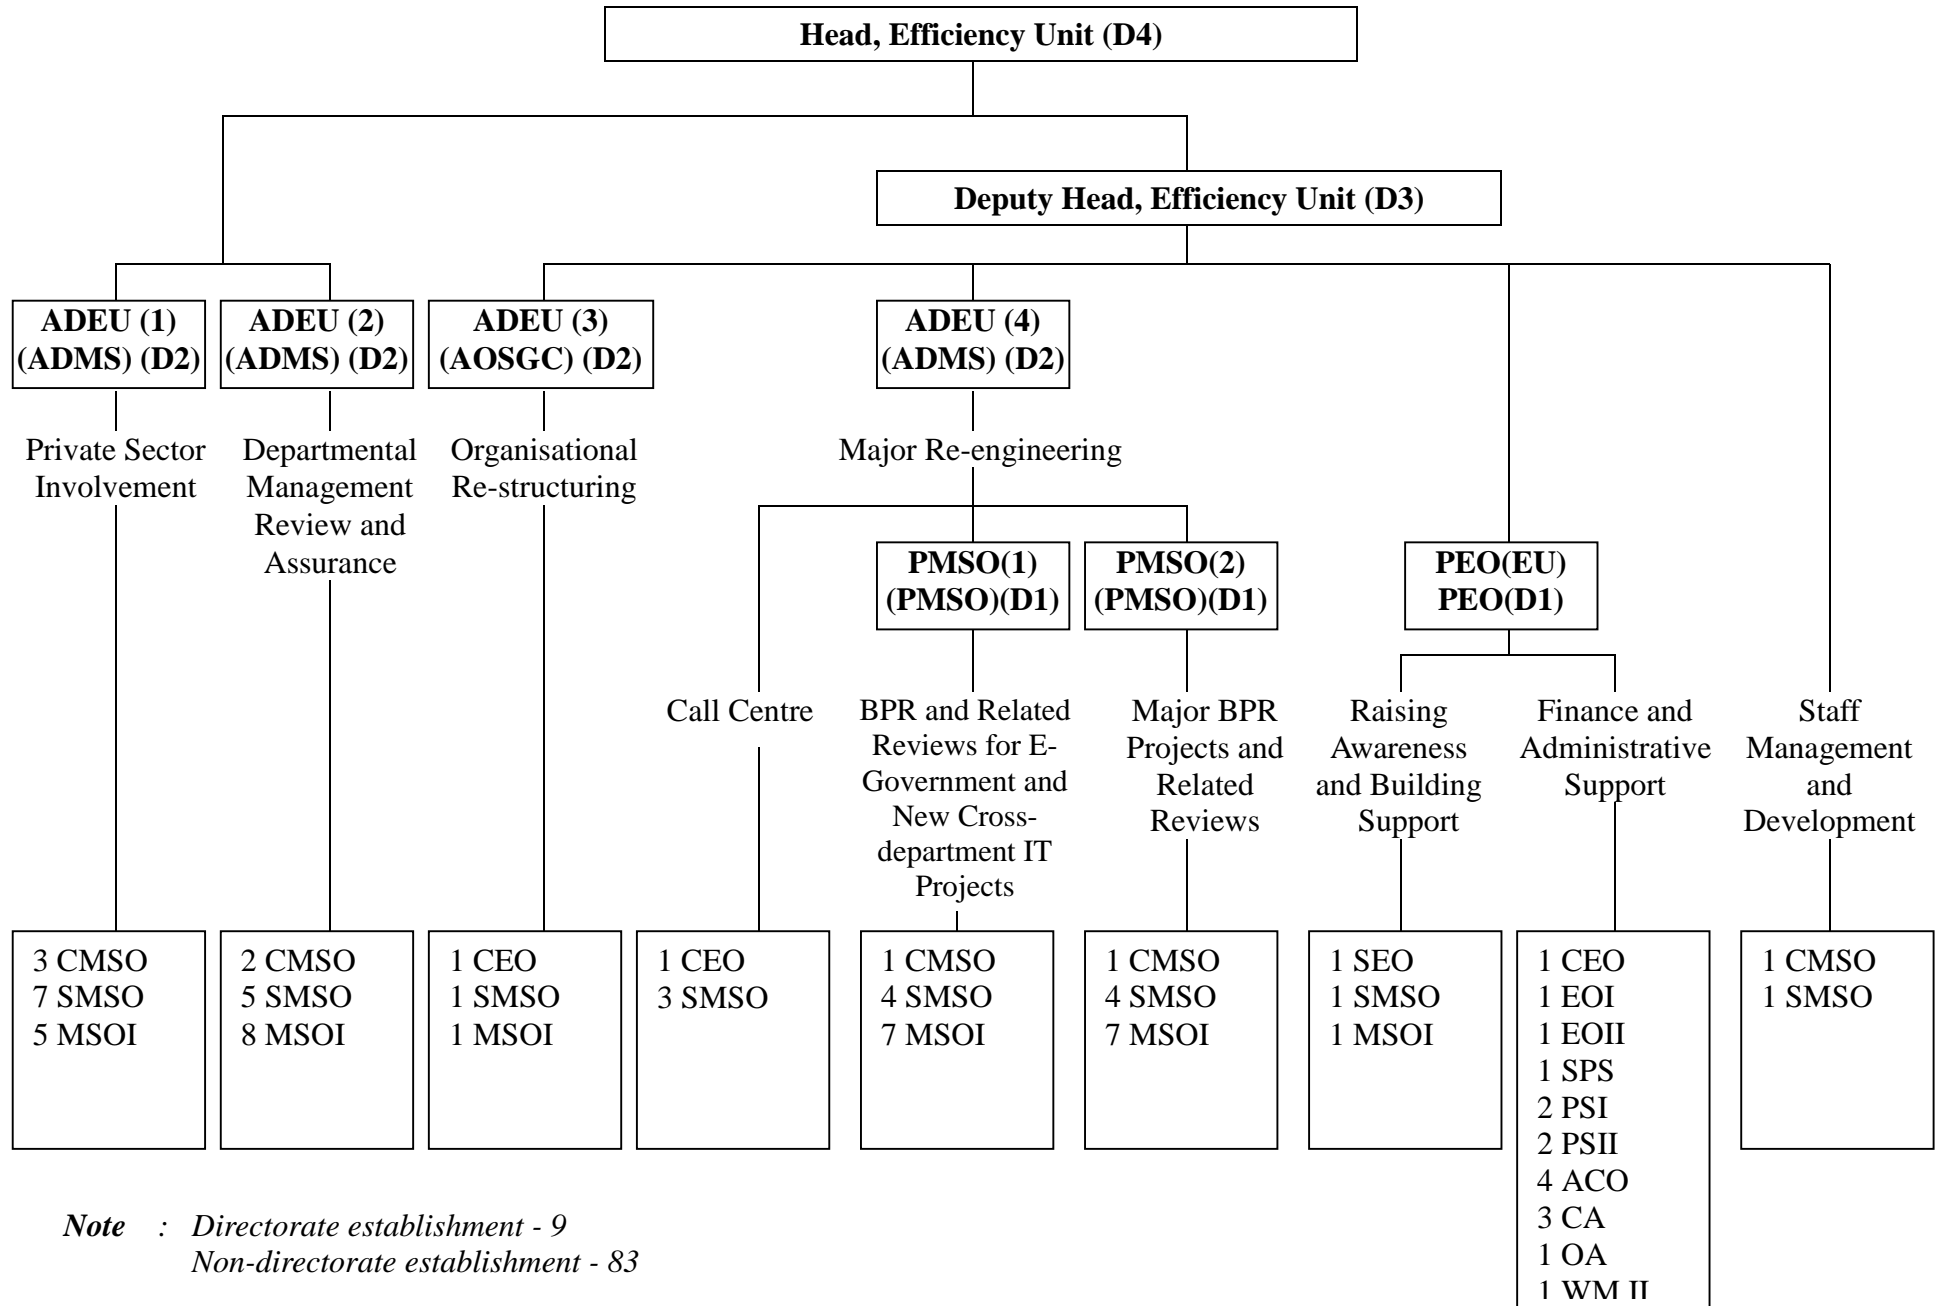 Head, Efficiency Unit (D4)
Deputy Head, Efficiency Unit (D3)
ADEU (1)
(ADMS) (D2)
ADEU (2)
(ADMS) (D2)
ADEU (3)
(AOSGC) (D2)
ADEU (4)
(ADMS) (D2)
Private Sector
Involvement
Departmental
Management
Review and
Assurance
Organisational
Re-structuring
Major Re-engineering
PMSO(1)
(PMSO)(D1)
PMSO(2)
(PMSO)(D1)
PEO(EU)
PEO(D1)
Call Centre
BPR and Related
Reviews for E-
Government and
New Cross-
department IT
Projects
Major BPR
Projects and
Related
Reviews
Raising
Awareness
and Building
Support
Finance and
Administrative
Support
Staff
Management
and
Development
3 CMSO
7 SMSO
5 MSOI
2 CMSO
5 SMSO
8 MSOI
1 CEO
1 SMSO
1 MSOI
1 CEO
3 SMSO
1 CMSO
4 SMSO
7 MSOI
1 CMSO
4 SMSO
7 MSOI
1 SEO
1 SMSO
1 MSOI
1 CEO
1 EOI
1 EOII
1 SPS
2 PSI
2 PSII
4 ACO
3 CA
1 OA
1 WM II
1 CMSO
1 SMSO
Note : Directorate establishment - 9
Non-directorate establishment - 83